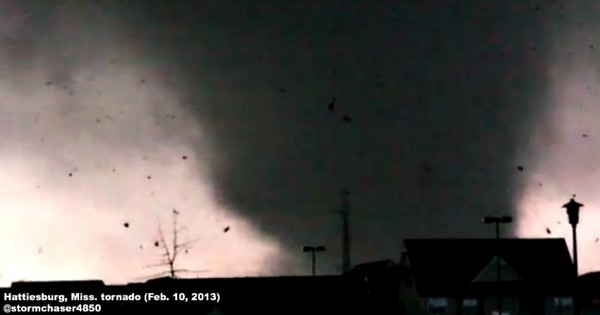 Hattiesburg, Miss. tornado (Feb. 10, 2013)
@stormchaser4850